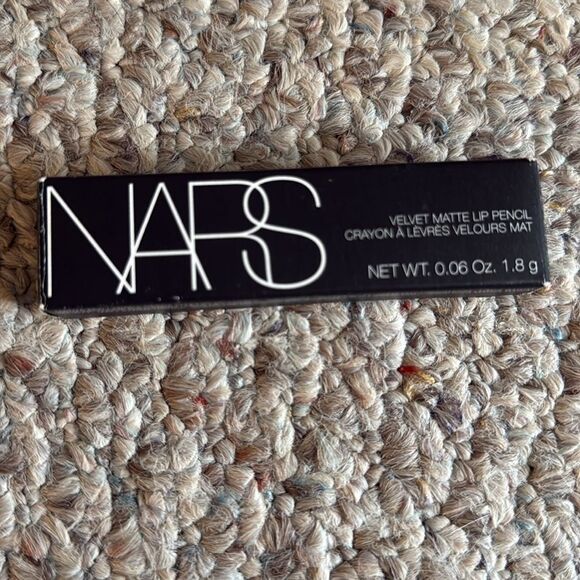 NARS
VELVET MATTE LIP PENCIL
CRAYON À LÈVRES VELOURS MAT
NET WT. 0.06 Oz. 1.8 g